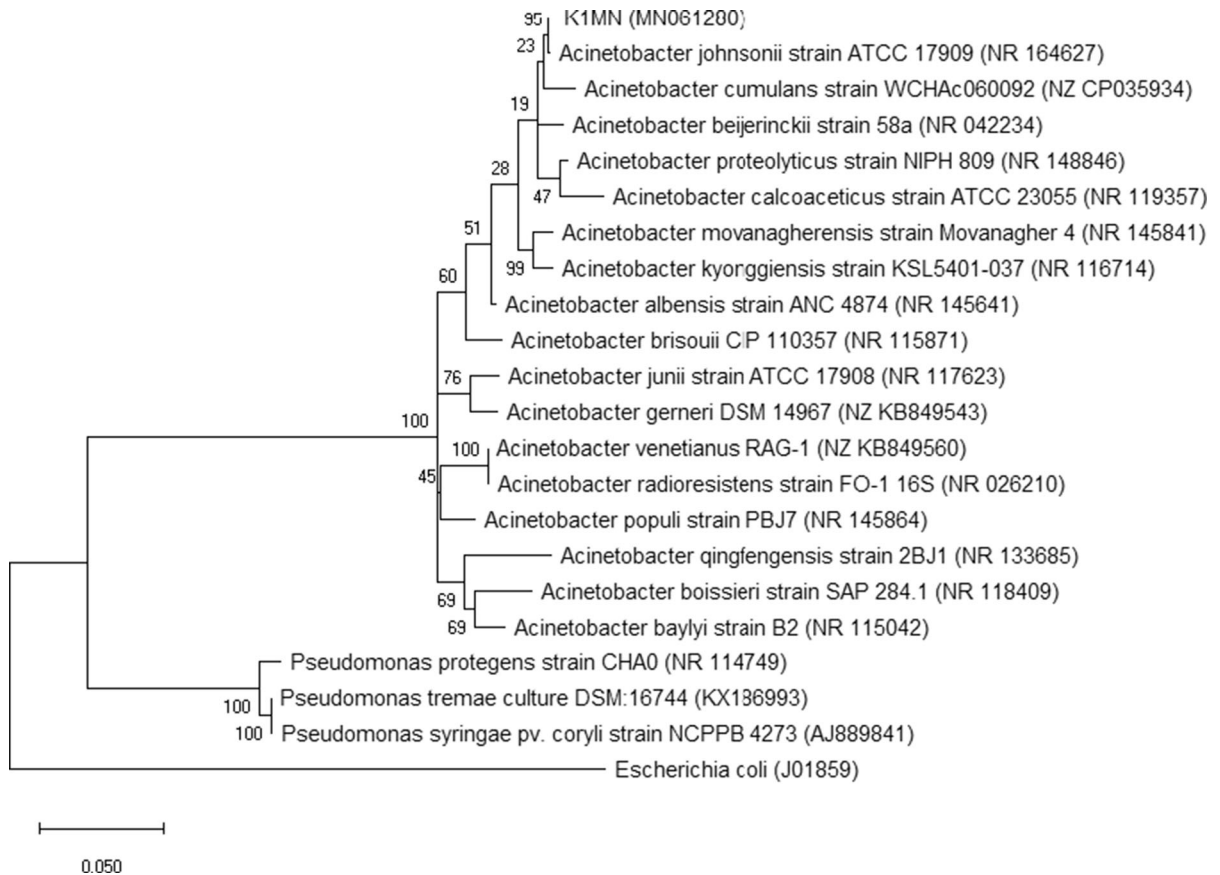 95
K1MN (MN061280)
23
Acinetobacter johnsonii strain ATCC 17909 (NR 164627)
Acinetobacter cumulans strain WCHAc060092 (NZ CP035934)
19
Acinetobacter beijerinckii strain 58a (NR 042234)
28
Acinetobacter proteolyticus strain NIPH 809 (NR 148846)
47
Acinetobacter calcoaceticus strain ATCC 23055 (NR 119357)
51
Acinetobacter movanagherensis strain Movanagher 4 (NR 145841)
99
Acinetobacter kyonggiensis strain KSL5401-037 (NR 116714)
60
Acinetobacter albensis strain ANC 4874 (NR 145641)
Acinetobacter brisouii CIP 110357 (NR 115871)
76
Acinetobacter junii strain ATCC 17908 (NR 117623)
Acinetobacter gerneri DSM 14967 (NZ KB849543)
100
100
Acinetobacter venetianus RAG-1 (NZ KB849560)
45
Acinetobacter radioresistens strain FO-1 16S (NR 026210)
Acinetobacter populi strain PBJ7 (NR 145864)
Acinetobacter qingfengensis strain 2BJ1 (NR 133685)
69
Acinetobacter boissieri strain SAP 284.1 (NR 118409)
69
Acinetobacter baylyi strain B2 (NR 115042)
Pseudomonas protegens strain CHA0 (NR 114749)
100
Pseudomonas tremae culture DSM:16744 (KX186993)
100
Pseudomonas syringae pv. coryli strain NCPPB 4273 (AJ889841)
Escherichia coli (J01859)
0.050